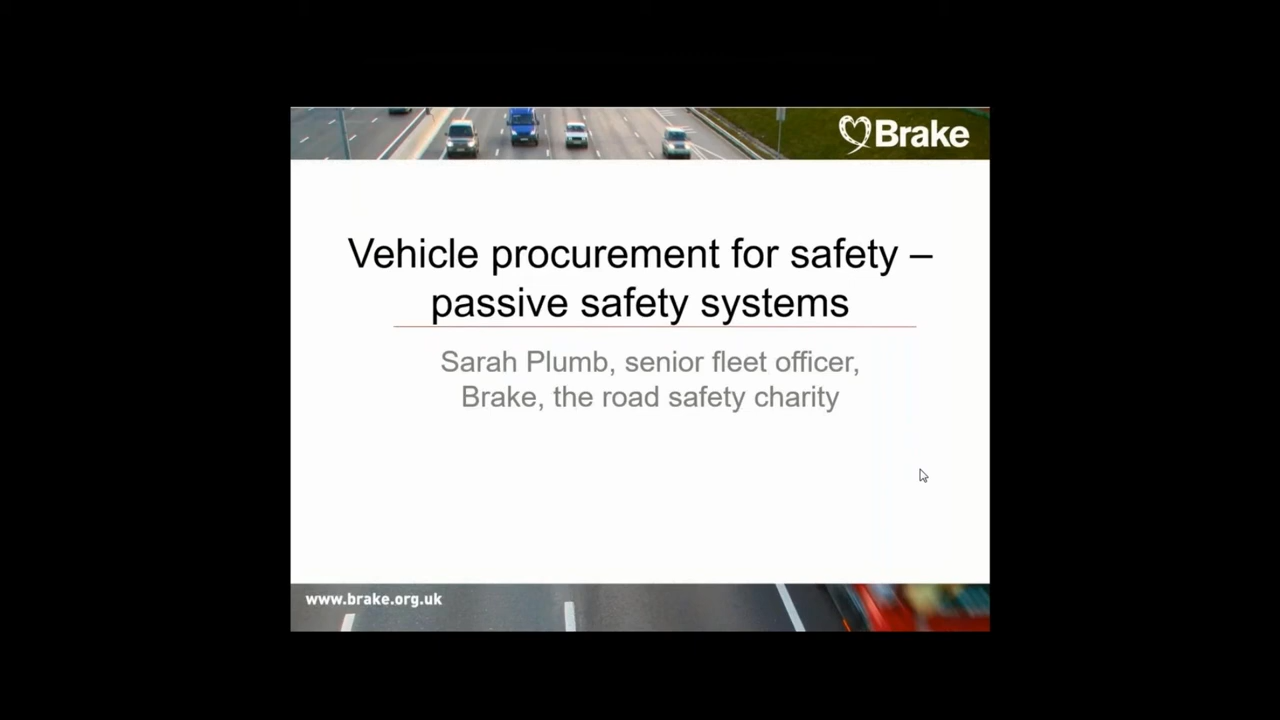 Brake
Vehicle procurement for safety –
passive safety systems
Sarah Plumb, senior fleet officer,
Brake, the road safety charity
www.brake.org.uk